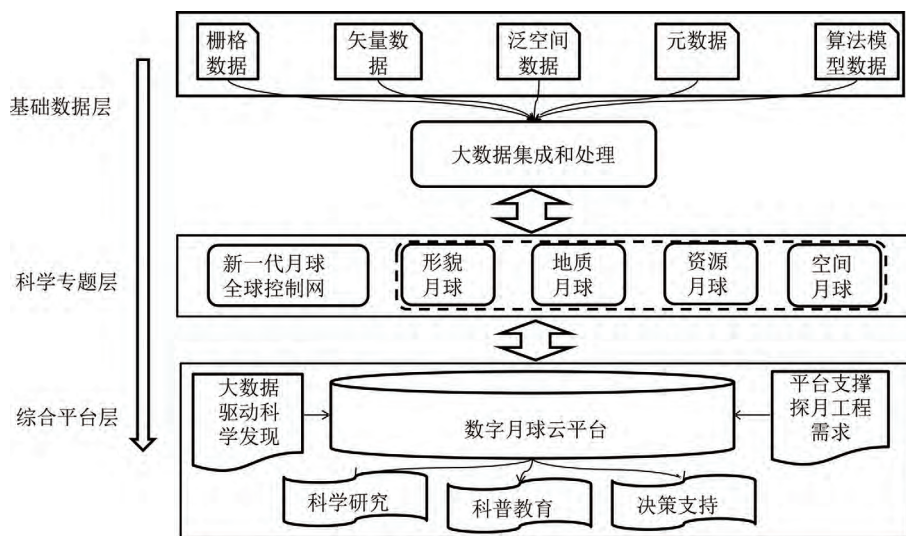 栅格
数据
矢量数
据
泛空间
数据
元数据
算法模
型数据
基础数据层
大数据集成和处理
科学专题层
新一代月球
全球控制网
形貌
月球
地质
月球
资源
月球
空间
月球
综合平台层
大数据
驱动科
学发现
数字月球云平台
平台支撑
探月工程
需求
科学研究
科普教育
决策支持